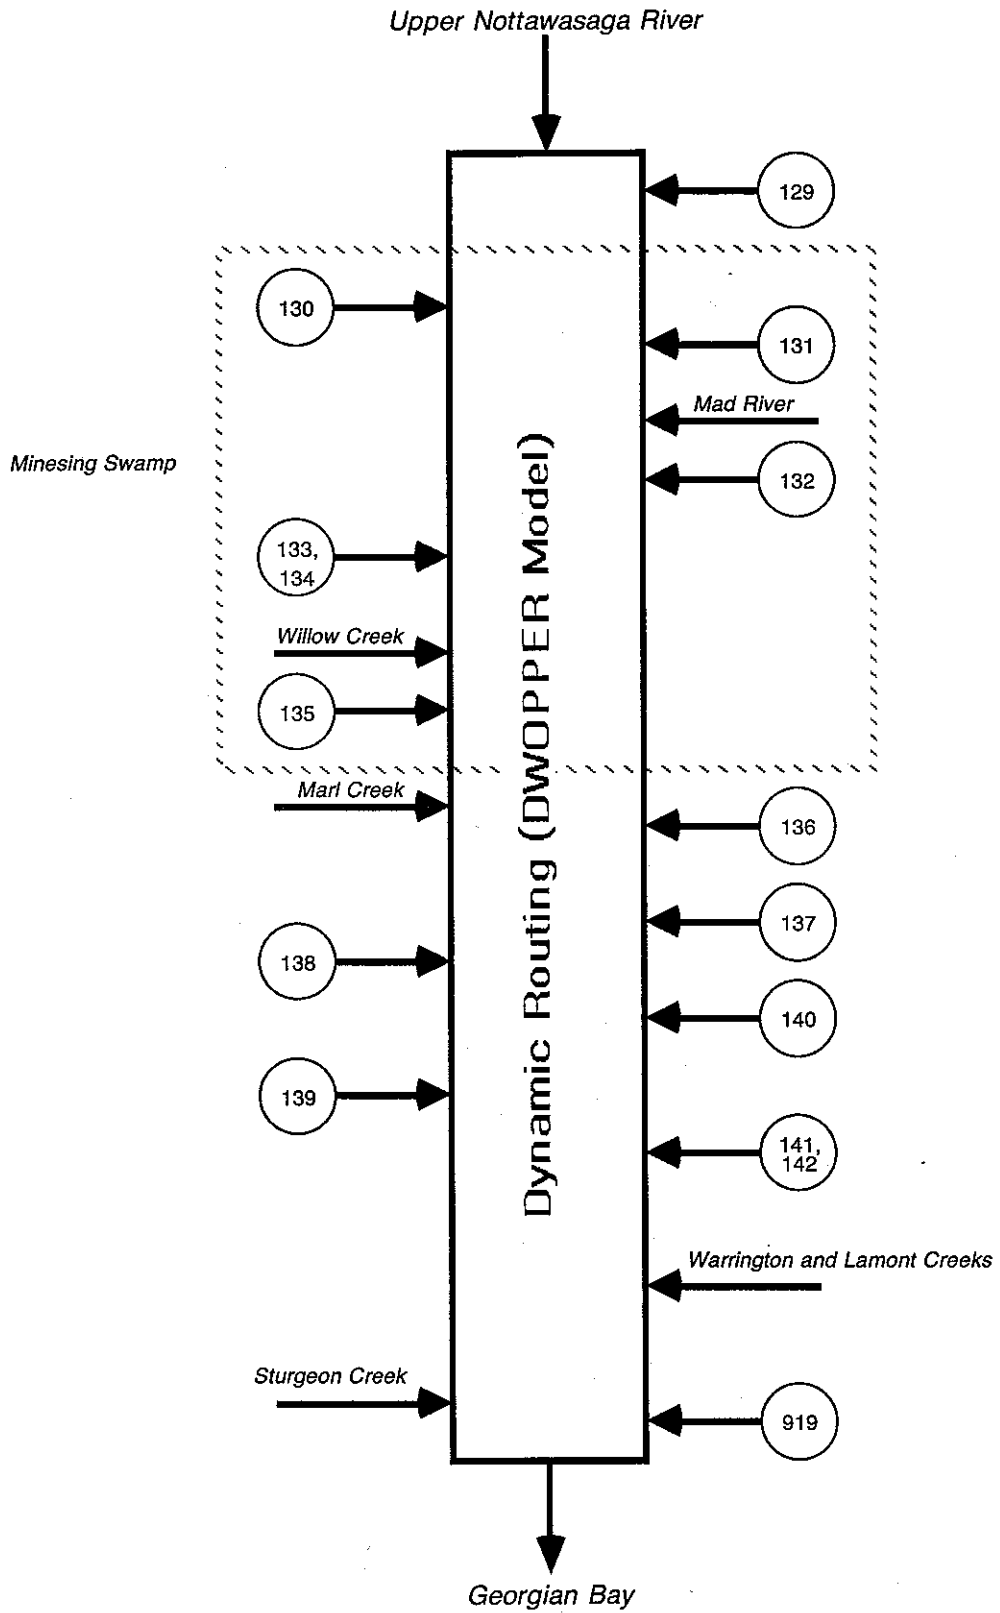 Upper Nottawasaga River
129
130
131
Mad River
Minesing Swamp
132
133,
134
Willow Creek
135
Marl Creek
136
Dynamic Routing (DWOPPER Model)
137
138
140
139
141,
142
Warrington and Lamont Creeks
Sturgeon Creek
919
Georgian Bay